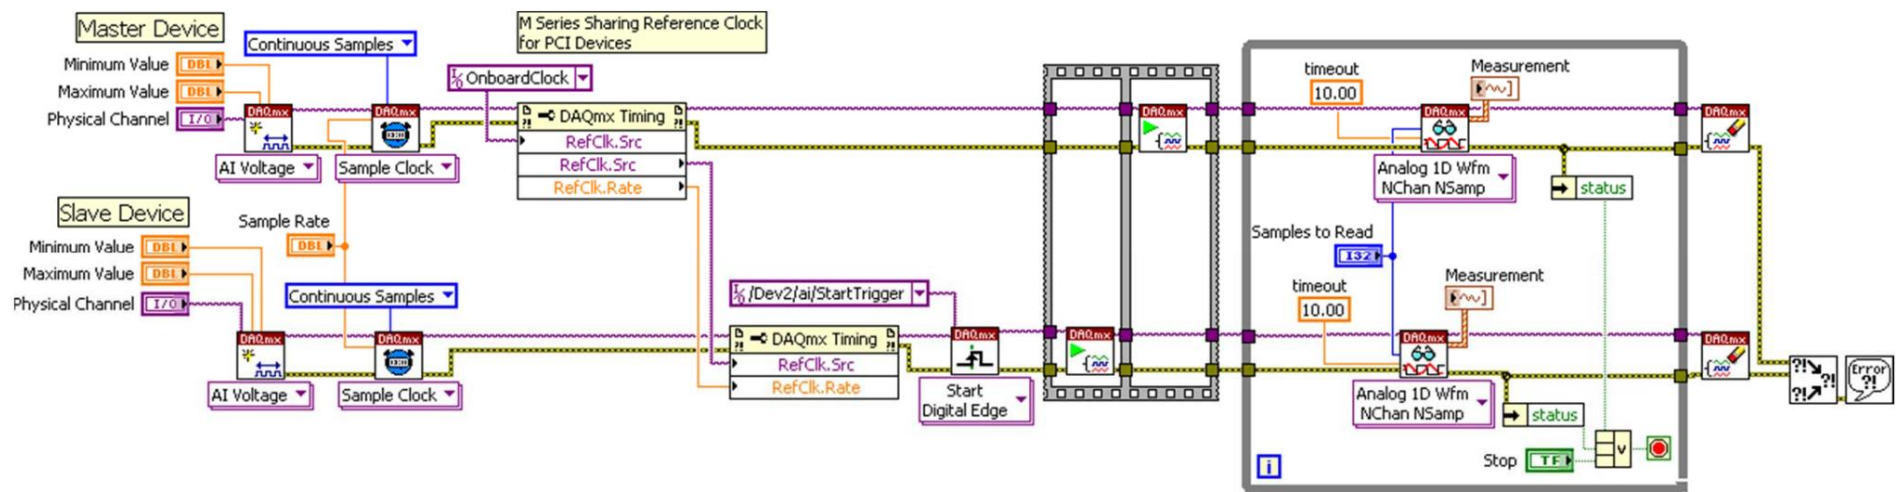 Master Device
Continuous Samples
M Series Sharing Reference Clock
for PCI Devices
Minimum Value
DBL
Maximum Value
DBL
Physical Channel
I/O
DAQmx
AI Voltage
DAQmx
Sample Clock
OnboardClock
DAQmx Timing
RefClk.Src
RefClk.Src
RefClk.Rate
DAQmx
timeout
10.00
Measurement
DAQmx
Analog 1D Wfm
NChan NSamp
status
DAQmx
Slave Device
Sample Rate
DBL
Minimum Value
DBL
Maximum Value
DBL
Physical Channel
I/O
Continuous Samples
DAQmx
AI Voltage
DAQmx
Sample Clock
/Dev2/ai/StartTrigger
DAQmx Timing
RefClk.Src
RefClk.Rate
DAQmx
Start
Digital Edge
DAQmx
Samples to Read
I32
timeout
10.00
Measurement
DAQmx
Analog 1D Wfm
NChan NSamp
status
Stop
TF
i
DAQmx
?!
?!
?!
Error
?!